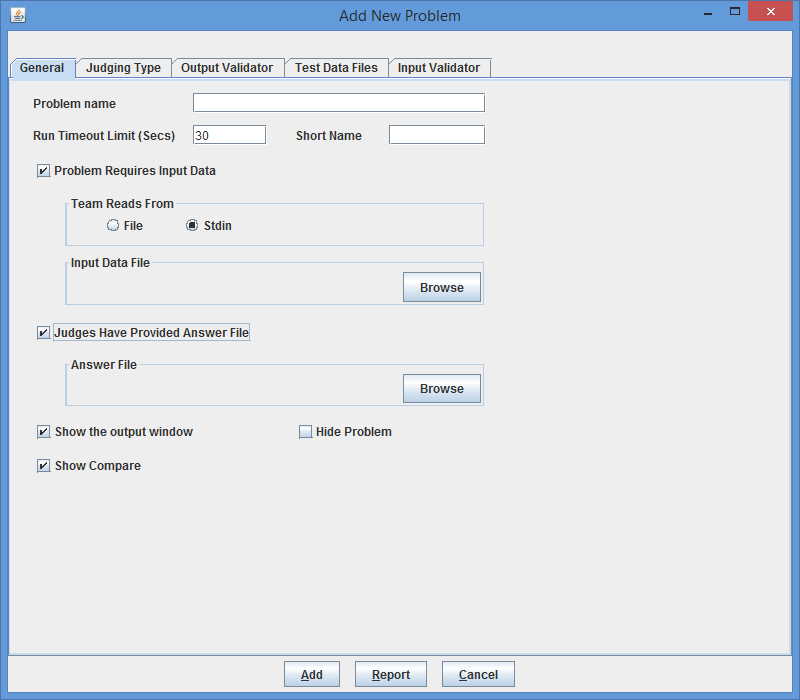 Add New Problem
General Judging Type Output Validator Test Data Files Input Validator
Problem name
Run Timeout Limit (Secs) 30 Short Name
Problem Requires Input Data
Team Reads From
File Stdin
Input Data File
Browse
Judges Have Provided Answer File
Answer File
Browse
Show the output window Hide Problem
Show Compare
Add Report Cancel